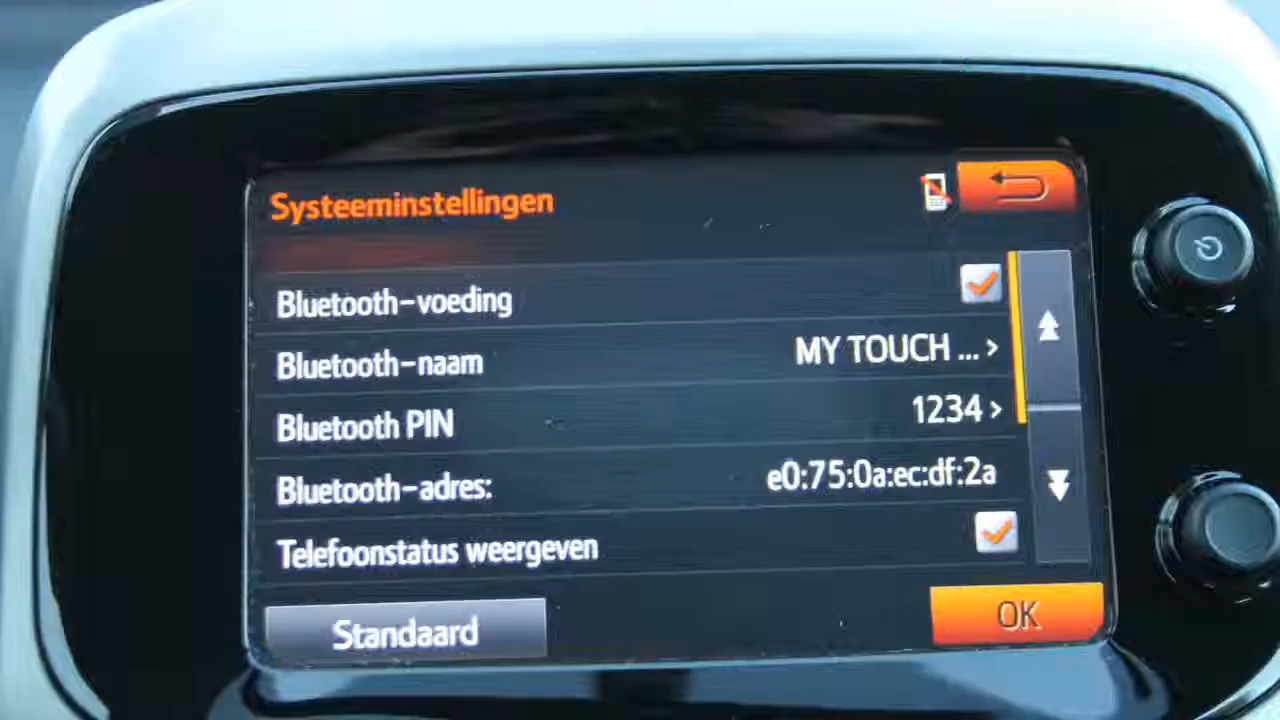 Systeeminstellingen
Bluetooth-voeding
Bluetooth-naam MY TOUCH ... >
Bluetooth PIN 1234 >
Bluetooth-adres: e0:75:0a:ec:df:2a
Telefoonstatus weergeven
Standaard OK